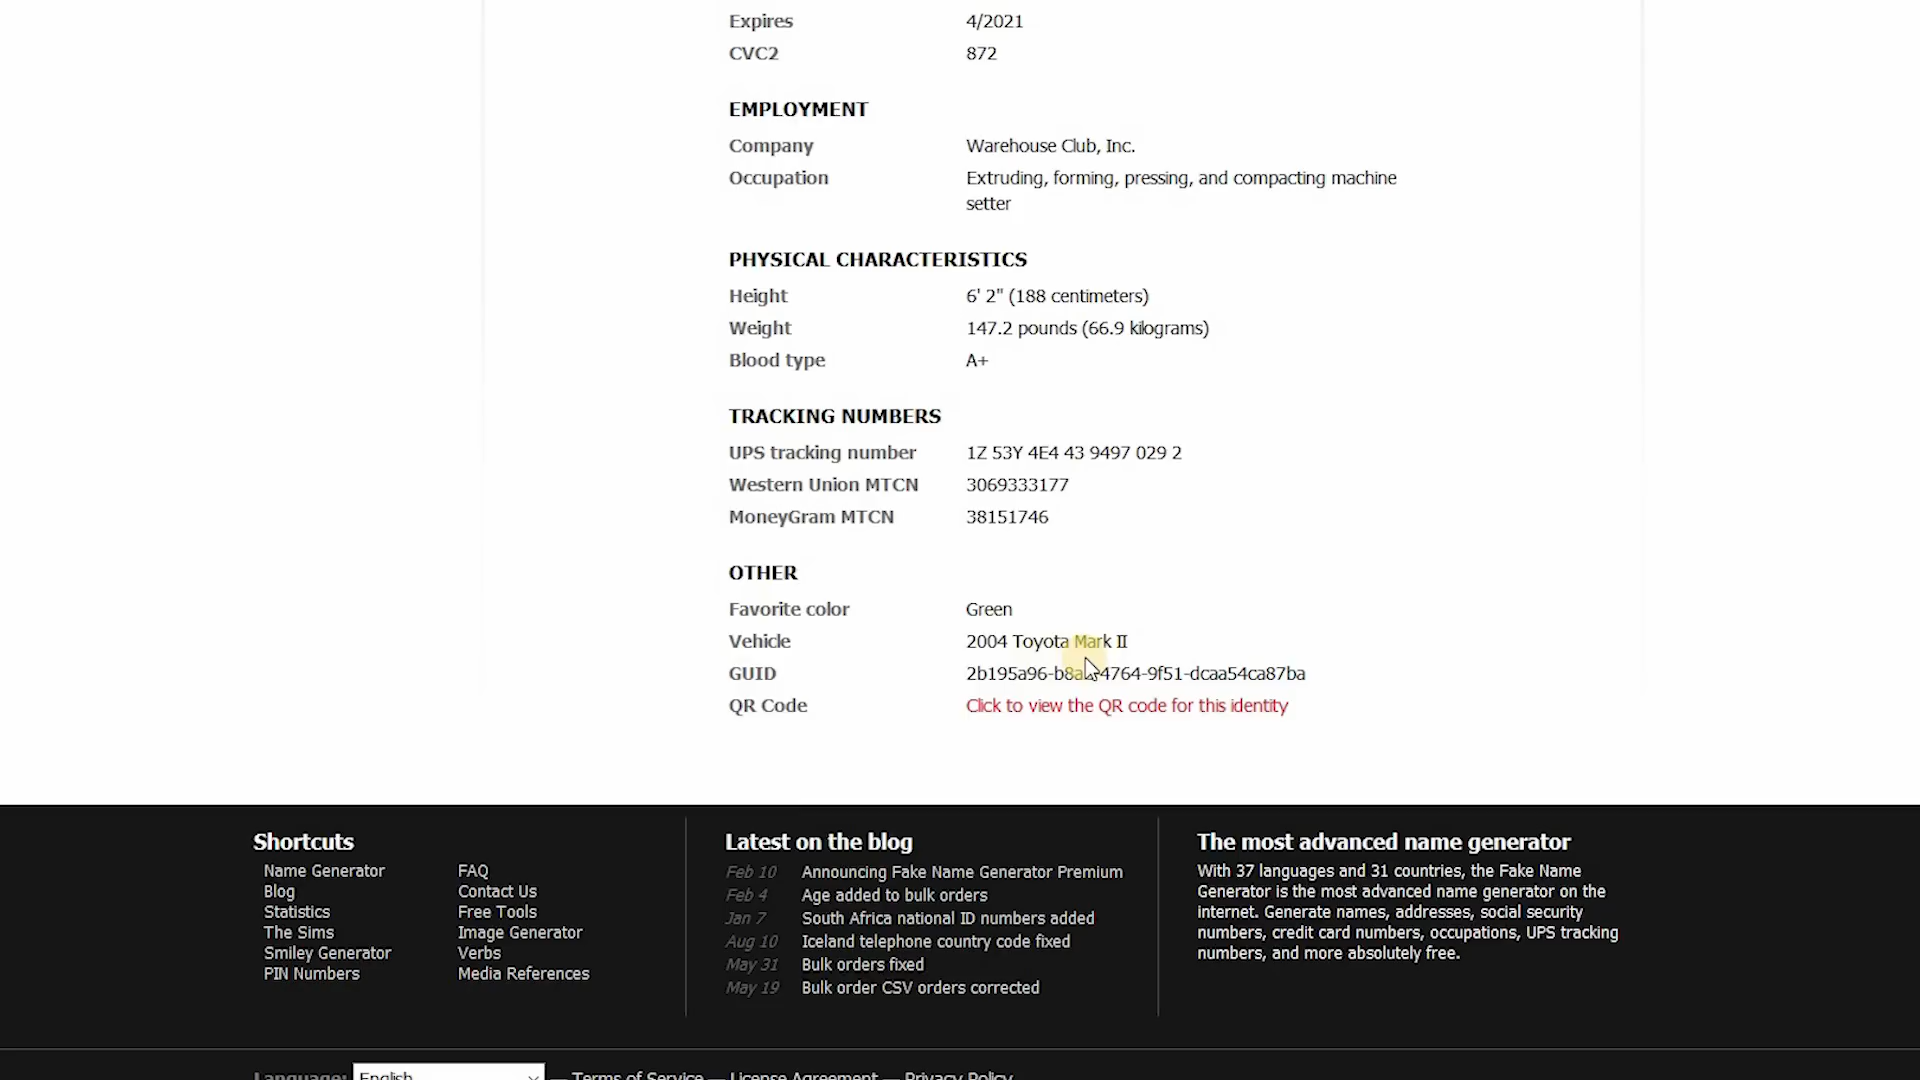 Expires 4/2021
CVC2 872
EMPLOYMENT
Company Warehouse Club, Inc.
Occupation Extruding, forming, pressing, and compacting machine
setter
PHYSICAL CHARACTERISTICS
Height 6' 2" (188 centimeters)
Weight 147.2 pounds (66.9 kilograms)
Blood type A+
TRACKING NUMBERS
UPS tracking number 1Z 53Y 4E4 43 9497 029 2
Western Union MTCN 3069333177
MoneyGram MTCN 38151746
OTHER
Favorite color Green
Vehicle 2004 Toyota Mark II
GUID
QR Code Click to view the QR code for this identity
Shortcuts
Name Generator
Blog
Statistics
The Sims
Smiley Generator
PIN Numbers
FAQ
Contact Us
Free Tools
Image Generator
Verbs
Media References
Latest on the blog
Feb 10 Announcing Fake Name Generator Premium
Feb 4 Age added to bulk orders
Jan 7 South Africa national ID numbers added
Aug 10 Iceland telephone country code fixed
May 31 Bulk orders fixed
May 19 Bulk order CSV orders corrected
The most advanced name generator
With 37 languages and 31 countries, the Fake Name
Generator is the most advanced name generator on the
internet. Generate names, addresses, social security
numbers, credit card numbers, occupations, UPS tracking
numbers, and more absolutely free.
Language: English — Terms of Service — License Agreement — Privacy Policy